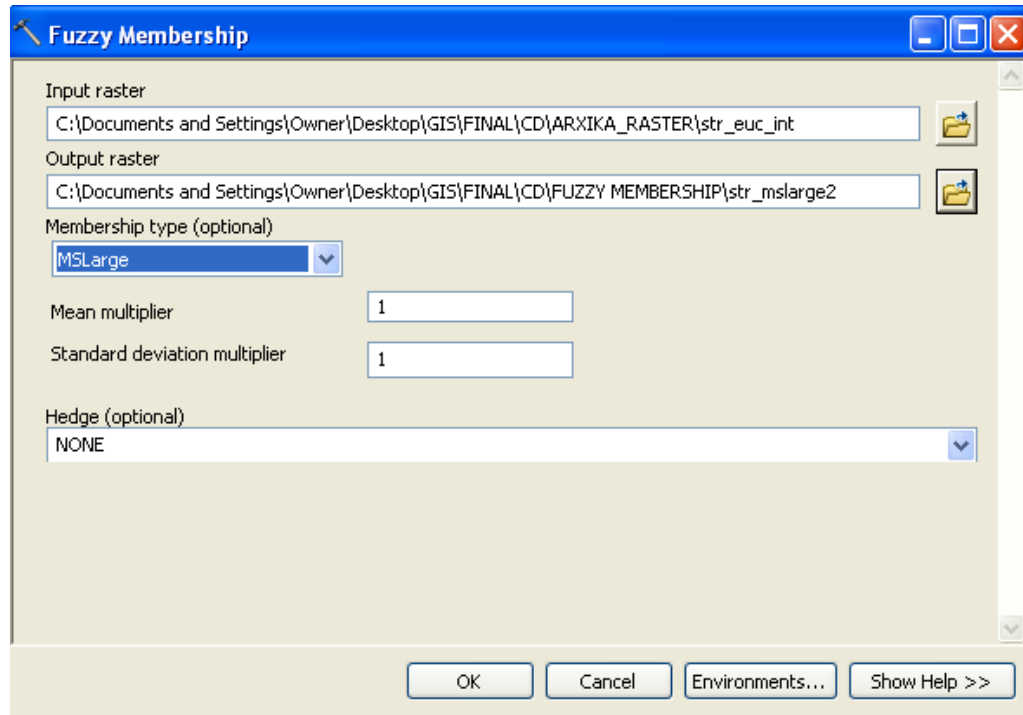 Fuzzy Membership
Input raster
C:\Documents and Settings\Owner\Desktop\GIS\FINAL\CD\ARXIKA_RASTER\str_euc_int
Output raster
C:\Documents and Settings\Owner\Desktop\GIS\FINAL\CD\FUZZY MEMBERSHIP\str_mslarge2
Membership type (optional)
MSLarge
Mean multiplier 1
Standard deviation multiplier 1
Hedge (optional)
NONE
OK Cancel Environments... Show Help >>